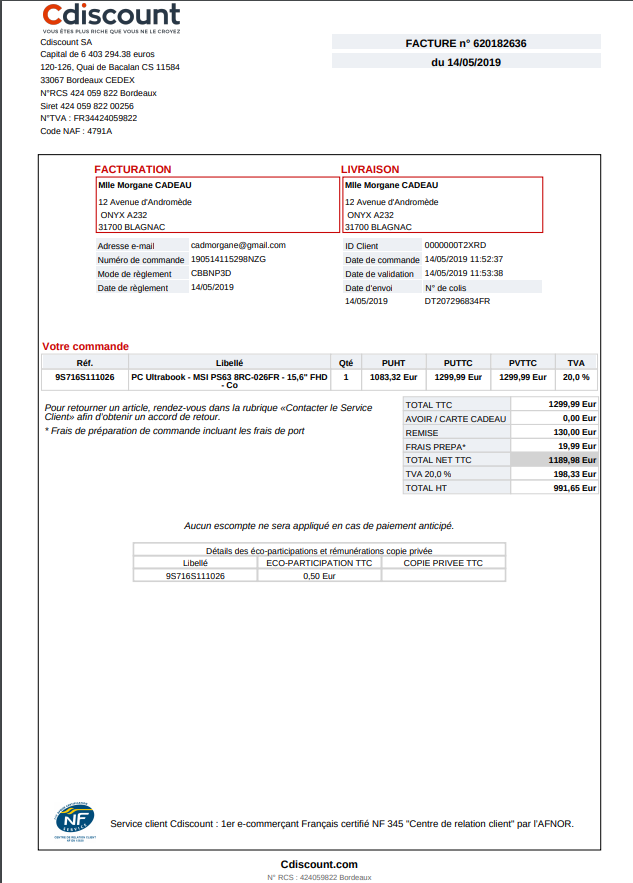 Cdiscount
VOUS ÊTES PLUS RICHE QUE VOUS NE LE CROYEZ
Cdiscount SA
Capital de 6 403 294.38 euros
120-126, Quai de Bacalan CS 11584
33067 Bordeaux CEDEX
N°RCS 424 059 822 Bordeaux
Siret 424 059 822 00256
N°TVA : FR34424059822
Code NAF : 4791A
FACTURE n° 620182636
du 14/05/2019
FACTURATION
Mlle Morgane CADEAU
12 Avenue d'Andromède
ONYX A232
31700 BLAGNAC
LIVRAISON
Mlle Morgane CADEAU
12 Avenue d'Andromède
ONYX A232
31700 BLAGNAC
Adresse e-mail cadmorgane@gmail.com
Numéro de commande 190514115298NZG
Mode de règlement CBBNP3D
Date de règlement 14/05/2019
ID Client 0000000T2XRD
Date de commande 14/05/2019 11:52:37
Date de validation 14/05/2019 11:53:38
Date d'envoi N° de colis
14/05/2019 DT207296834FR
Votre commande
Réf. Libellé Qté PUHT PUTTC PVTTC TVA
9S716S111026 PC Ultrabook - MSI PS63 8RC-026FR - 15,6" FHD 1 1083,32 Eur 1299,99 Eur 1299,99 Eur 20,0 %
- Co
Pour retourner un article, rendez-vous dans la rubrique «Contacter le Service
Client» afin d'obtenir un accord de retour.
* Frais de préparation de commande incluant les frais de port
TOTAL TTC 1299,99 Eur
AVOIR / CARTE CADEAU 0,00 Eur
REMISE 130,00 Eur
FRAIS PREPA* 19,99 Eur
TOTAL NET TTC 1189,98 Eur
TVA 20,0 % 198,33 Eur
TOTAL HT 991,65 Eur
Aucun escompte ne sera appliqué en cas de paiement anticipé.
Détails des éco-participations et rémunérations copie privée
Libellé ECO-PARTICIPATION TTC COPIE PRIVEE TTC
9S716S111026 0,50 Eur
NF
SERVICE
CENTRE DE RELATION CLIENT
Service client Cdiscount : 1er e-commerçant Français certifié NF 345 "Centre de relation client" par l'AFNOR.
Cdiscount.com
N° RCS : 424059822 Bordeaux